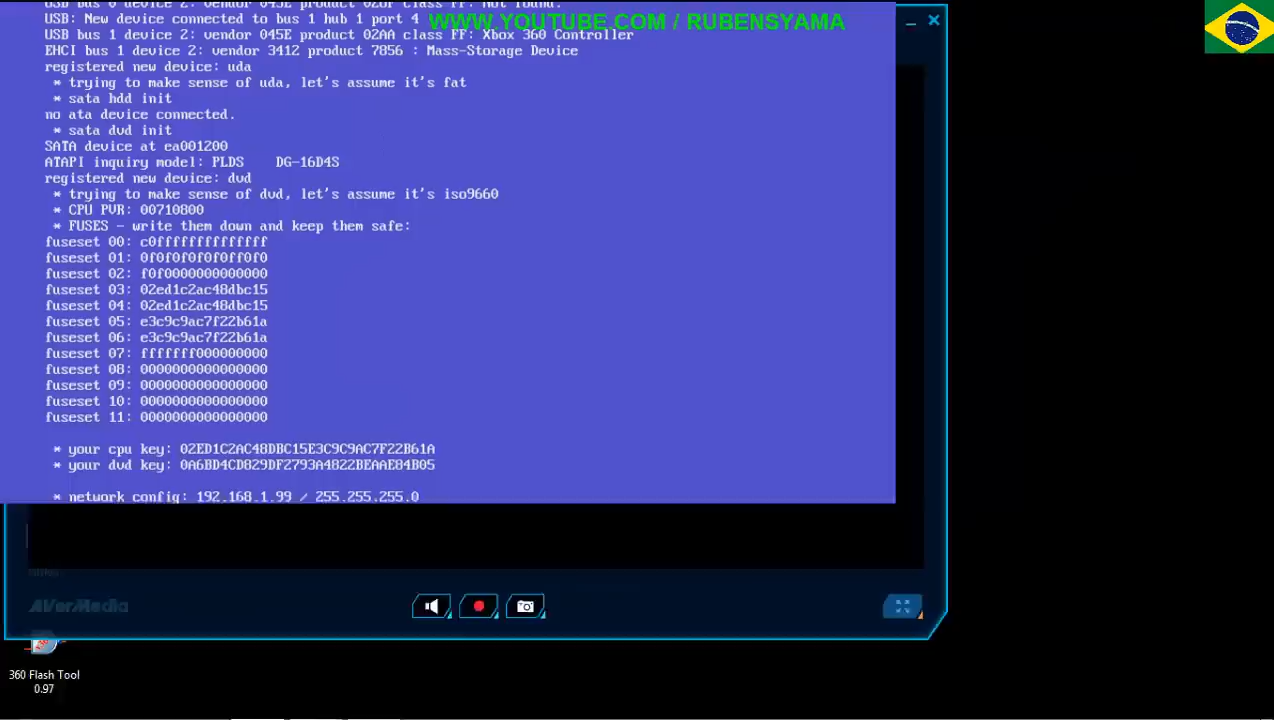 USB bus 0 device 2: vendor 045E product 028F class FF: Not found.
USB: New device connected to bus 1 hub 1 port 4
WWW.YOUTUBE.COM / RUBENSYAMA
USB bus 1 device 2: vendor 045E product 02AA class FF: Xbox 360 Controller
EHCI bus 1 device 2: vendor 3412 product 7856 : Mass-Storage Device
registered new device: uda
* trying to make sense of uda, let's assume it's fat
* sata hdd init
no ata device connected.
* sata dvd init
SATA device at ea001200
ATAPI inquiry model: PLDS    DG-16D4S
registered new device: dvd
* trying to make sense of dvd, let's assume it's iso9660
* CPU PVR: 00710800
* FUSES - write them down and keep them safe:
fuseset 00: c0ffffffffffffff
fuseset 01: 0f0f0f0f0f0ff0f0
fuseset 02: f0f0000000000000
fuseset 03: 02ed1c2ac48dbc15
fuseset 04: 02ed1c2ac48dbc15
fuseset 05: e3c9c9ac7f22b61a
fuseset 06: e3c9c9ac7f22b61a
fuseset 07: fffffff000000000
fuseset 08: 0000000000000000
fuseset 09: 0000000000000000
fuseset 10: 0000000000000000
fuseset 11: 0000000000000000
* your cpu key: 02ED1C2AC48DBC15E3C9C9AC7F22B61A
* your dvd key: 0A6BD4CD829DF2793A4822BEAAE84B05
* network config: 192.168.1.99 / 255.255.255.0
AVerMedia
360 Flash Tool
0.97